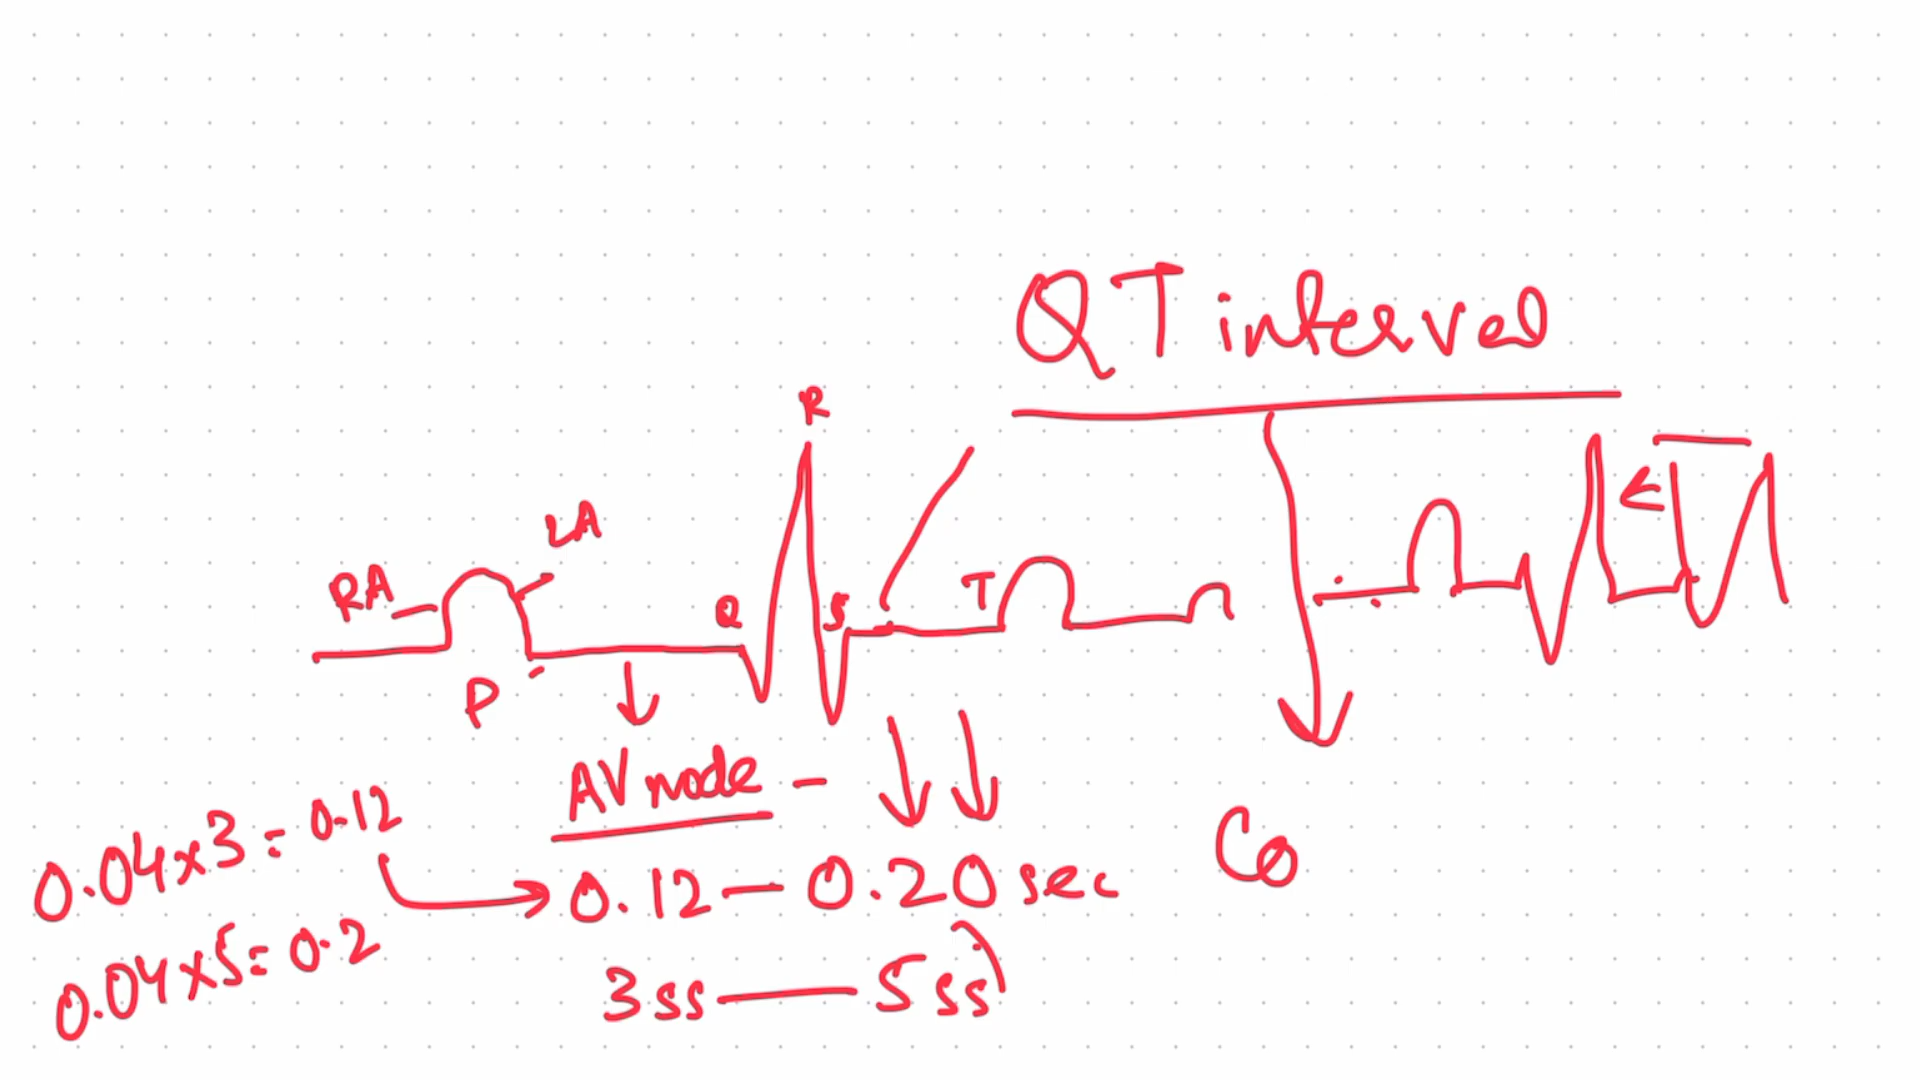 QT interval
R
LA
RA
Q
S
T
P
AV node -
0.04x3=0.12
0.12 — 0.20 sec
Co
0.04x5=0.2
3ss — 5ss